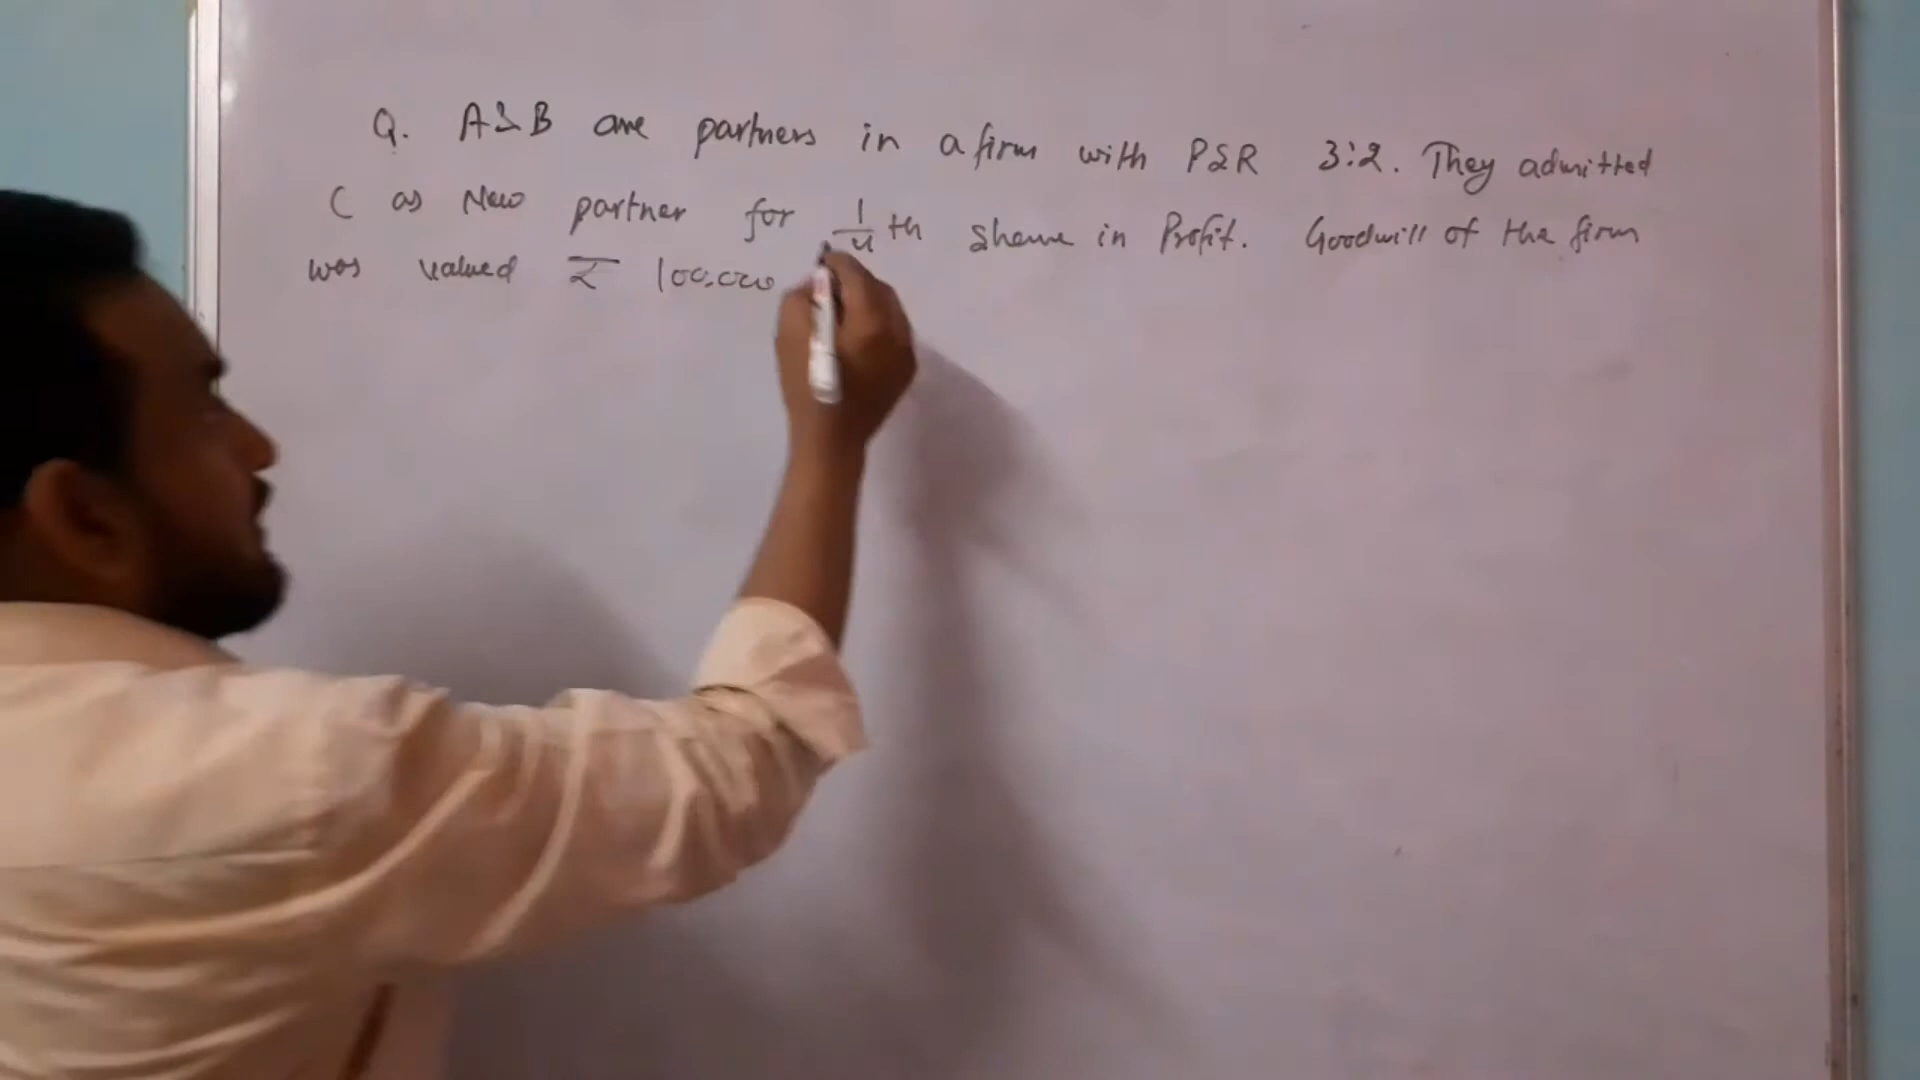 Q. A & B are partners in a firm with PSR 3:2. They admitted
C as New partner for 1/4 th share in Profit. Goodwill of the firm
was valued ₹ 100,000